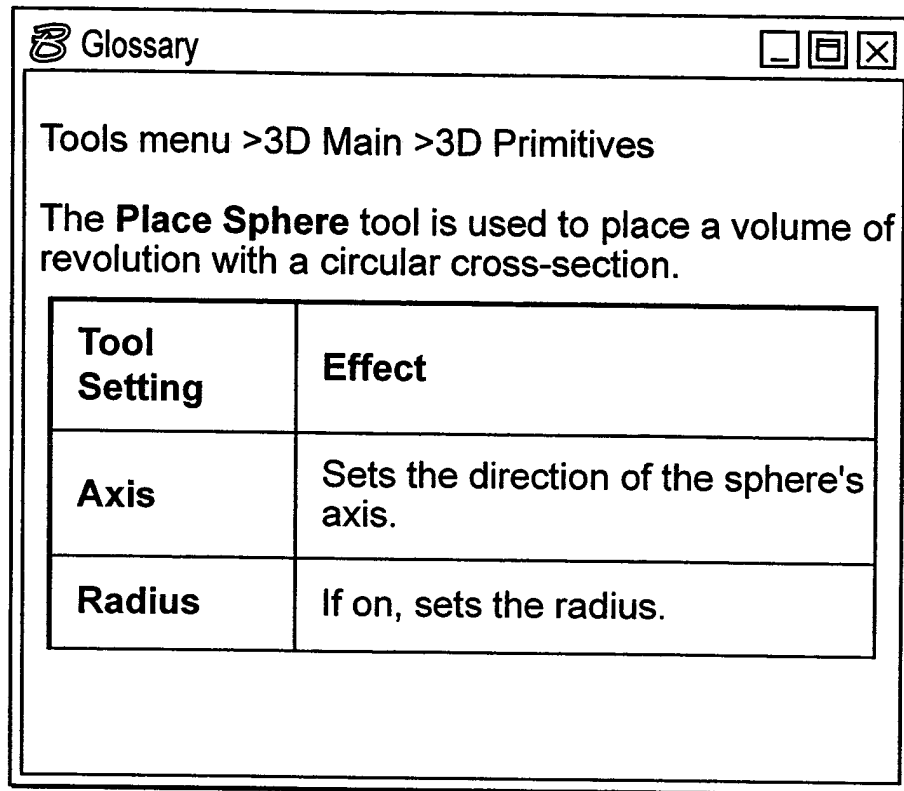 Glossary
Tools menu >3D Main >3D Primitives
The Place Sphere tool is used to place a volume of
revolution with a circular cross-section.
Tool
Setting
Effect
Axis
Sets the direction of the sphere's
axis.
Radius
If on, sets the radius.